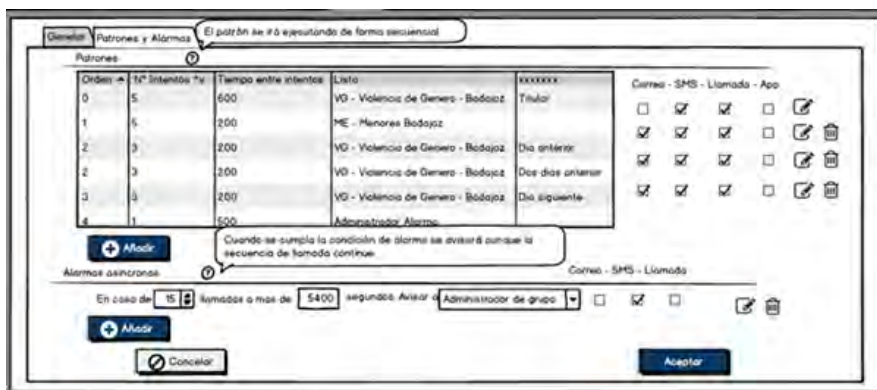 General Patrones y Alarmas El patrón se irá ejecutando de forma secuencial
Patrones
Orden Nº Intentos Tiempo entre intentos Lista xxxxxxx
Correo - SMS - Llamada - App
0 5 600 VG - Violencia de Genero - Badajoz Titular
1 5 200 ME - Menores Badajoz
2 3 200 VG - Violencia de Genero - Badajoz Dia anterior
2 3 200 VG - Violencia de Genero - Badajoz Dos dias anterior
3 200 VG - Violencia de Genero - Badajoz Dia siguiente
4 1 500 Administrador Alarma
Añadir
Cuando se cumpla la condición de alarma se avisará aunque la
secuencia de llamada continue
Alarmas asincronas
Correo - SMS - Llamada
En caso de 15 llamadas a mas de 5400 segundos. Avisar a Administrador de grupo
Añadir
Cancelar
Aceptar